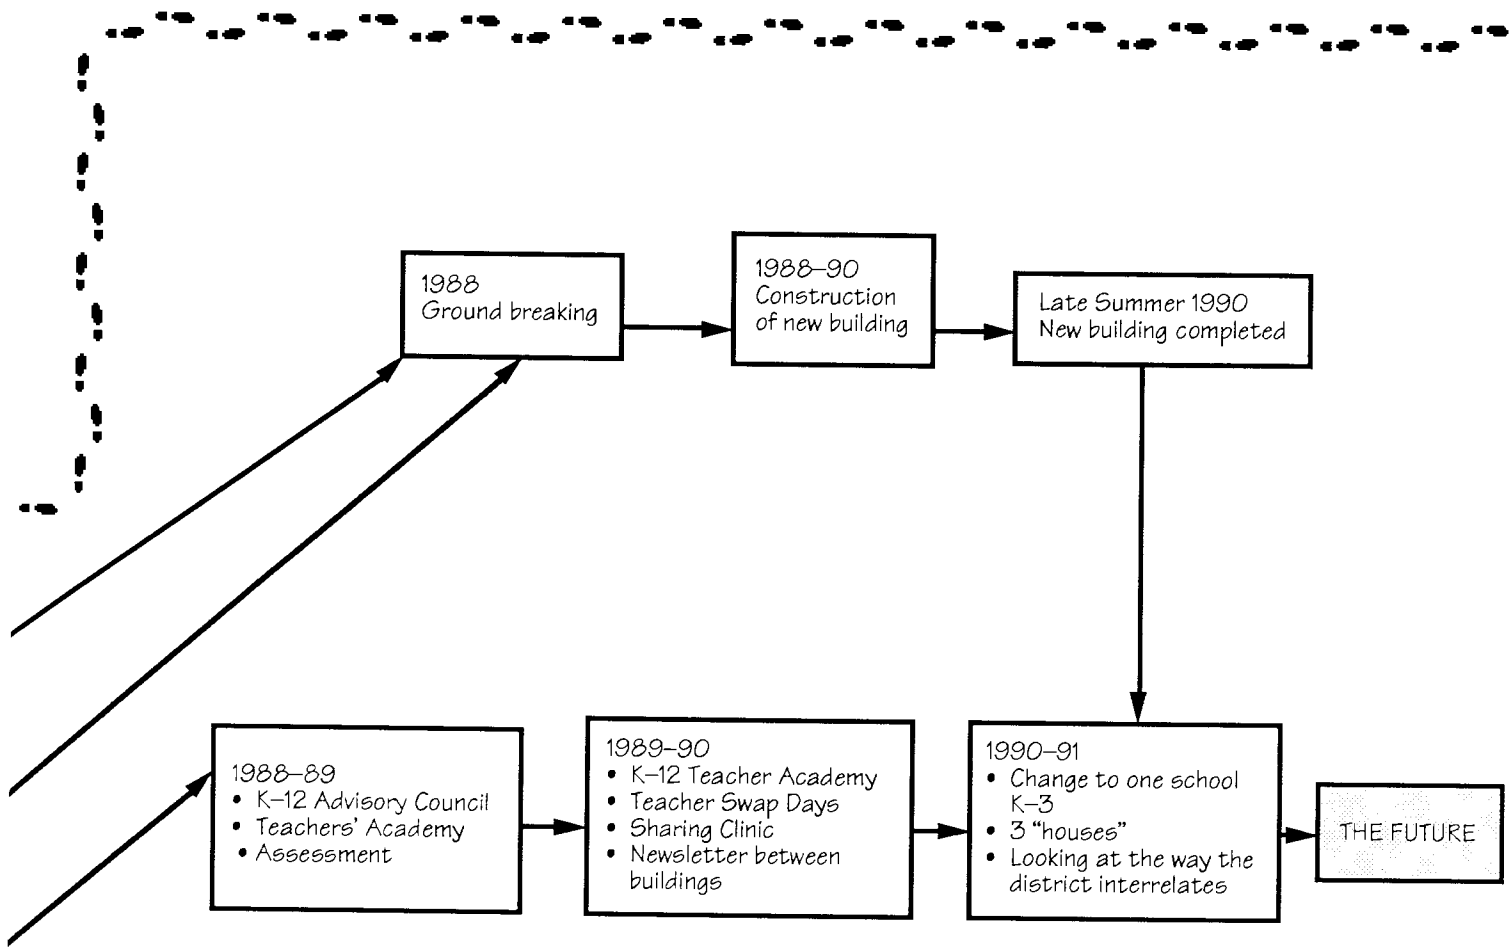 1988
Ground breaking
1988–90
Construction
of new building
Late Summer 1990
New building completed
1988–89
• K–12 Advisory Council
• Teachers' Academy
• Assessment
1989–90
• K–12 Teacher Academy
• Teacher Swap Days
• Sharing Clinic
• Newsletter between
buildings
1990–91
• Change to one school
K–3
• 3 “houses”
• Looking at the way the
district interrelates
THE FUTURE